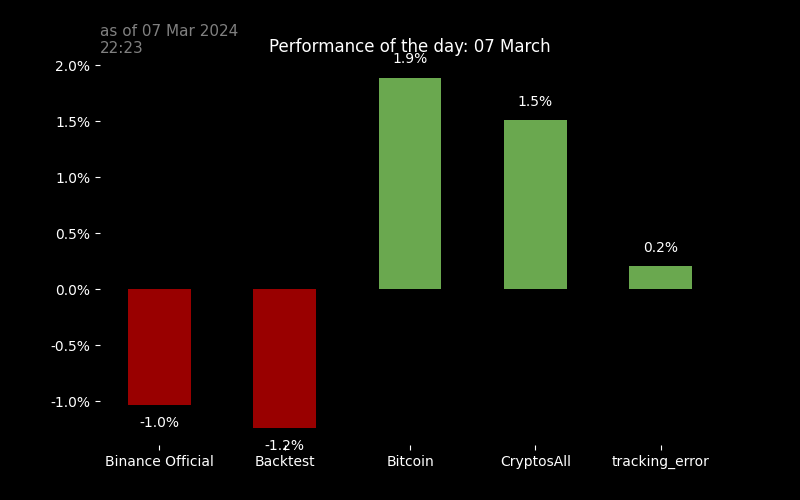 as of 07 Mar 2024
22:23
Performance of the day: 07 March
2.0%
1.5%
1.0%
0.5%
0.0%
-0.5%
-1.0%
-1.0%
-1.2%
1.9%
1.5%
0.2%
Binance Official
Backtest
Bitcoin
CryptosAll
tracking_error